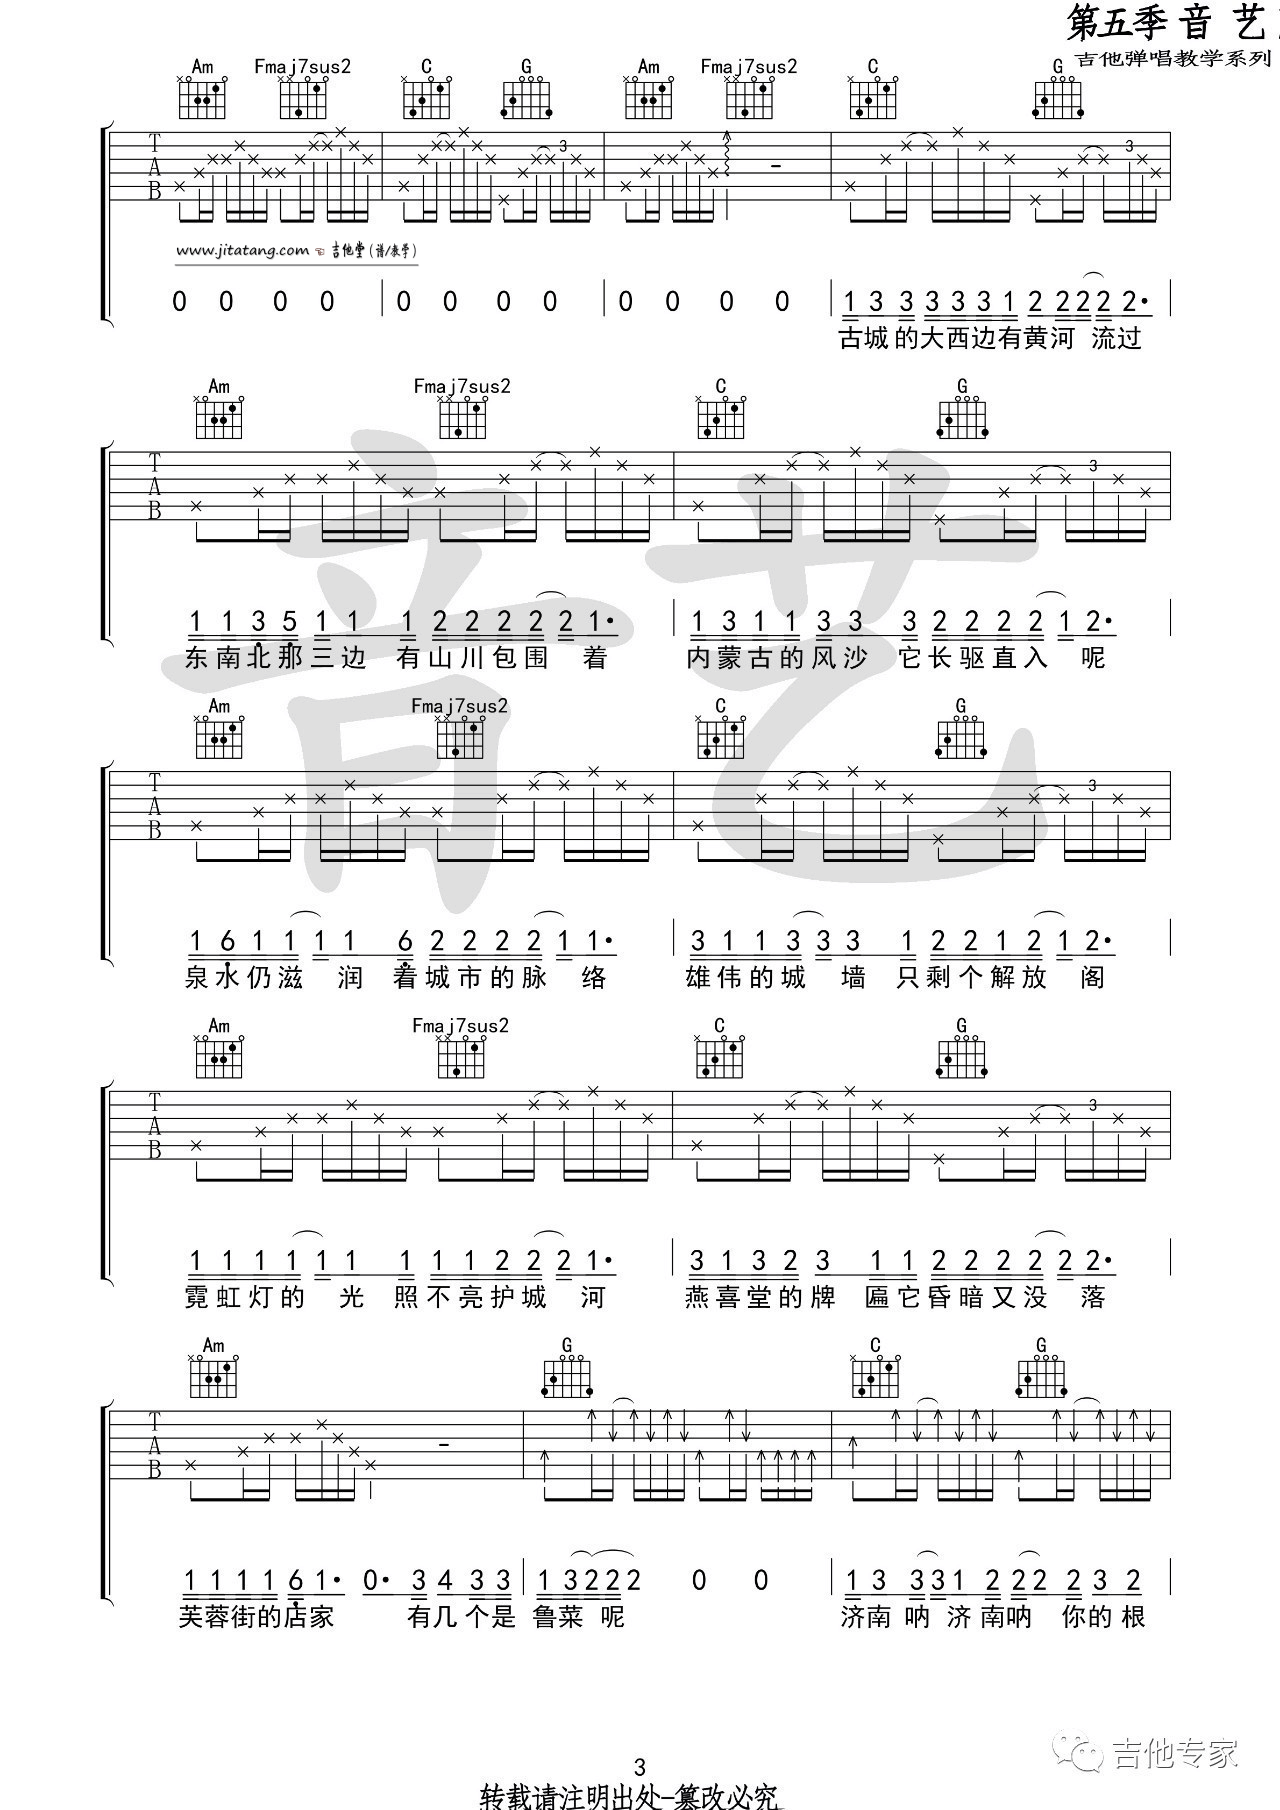 第五季 音 艺
吉他弹唱教学系列
Am Fmaj7sus2 C G Am Fmaj7sus2 C G
T A B 3 3
www.jitatang.com 吉他堂(谱/教学)
0 0 0 0 0 0 0 0 0 0 0 0 1 3 3 3 3 3 1 2 2 2 2 2·
古城的大西边有黄河 流过
Am Fmaj7sus2 C G
T A B 3
1 1 3 5 1 1 1 2 2 2 2 2 1· 1 3 1 1 3 3 3 2 2 2 2 1 2·
东南北那三边 有山川包围 着 内蒙古的风沙 它长驱直入 呢
Am Fmaj7sus2 C G
T A B 3
1 6 1 1 1 1 6 2 2 2 2 1 1· 3 1 1 3 3 3 1 2 2 1 2 1 2·
泉水仍滋 润 着城市的脉 络 雄伟的城 墙 只剩个解放 阁
Am Fmaj7sus2 C G
T A B 3
1 1 1 1 1 1 1 1 1 2 2 2 1· 3 1 3 2 3 1 1 2 2 2 2 2 2·
霓虹灯的 光 照不亮护城 河 燕喜堂的牌 匾它昏暗又没 落
Am G C G
T A B
1 1 1 1 6 1· 0· 3 4 3 3 1 3 2 2 2 0 0 1 3 3 3 1 2 2 2 2 3 2
芙蓉街的店家 有几个是 鲁菜 呢 济南 呐 济南呐 你的 根
音艺
吉他专家
3
转载请注明出处-篡改必究